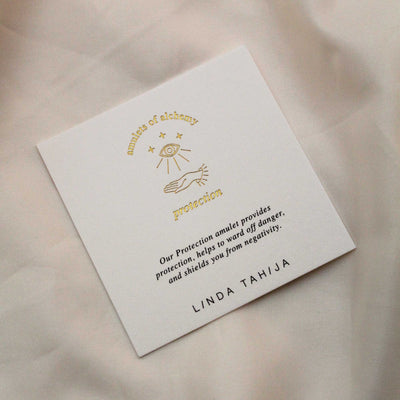 amulets of alchemy
protection
Our Protection amulet provides
protection, helps to ward off danger,
and shields you from negativity.
LINDA TAHIJA